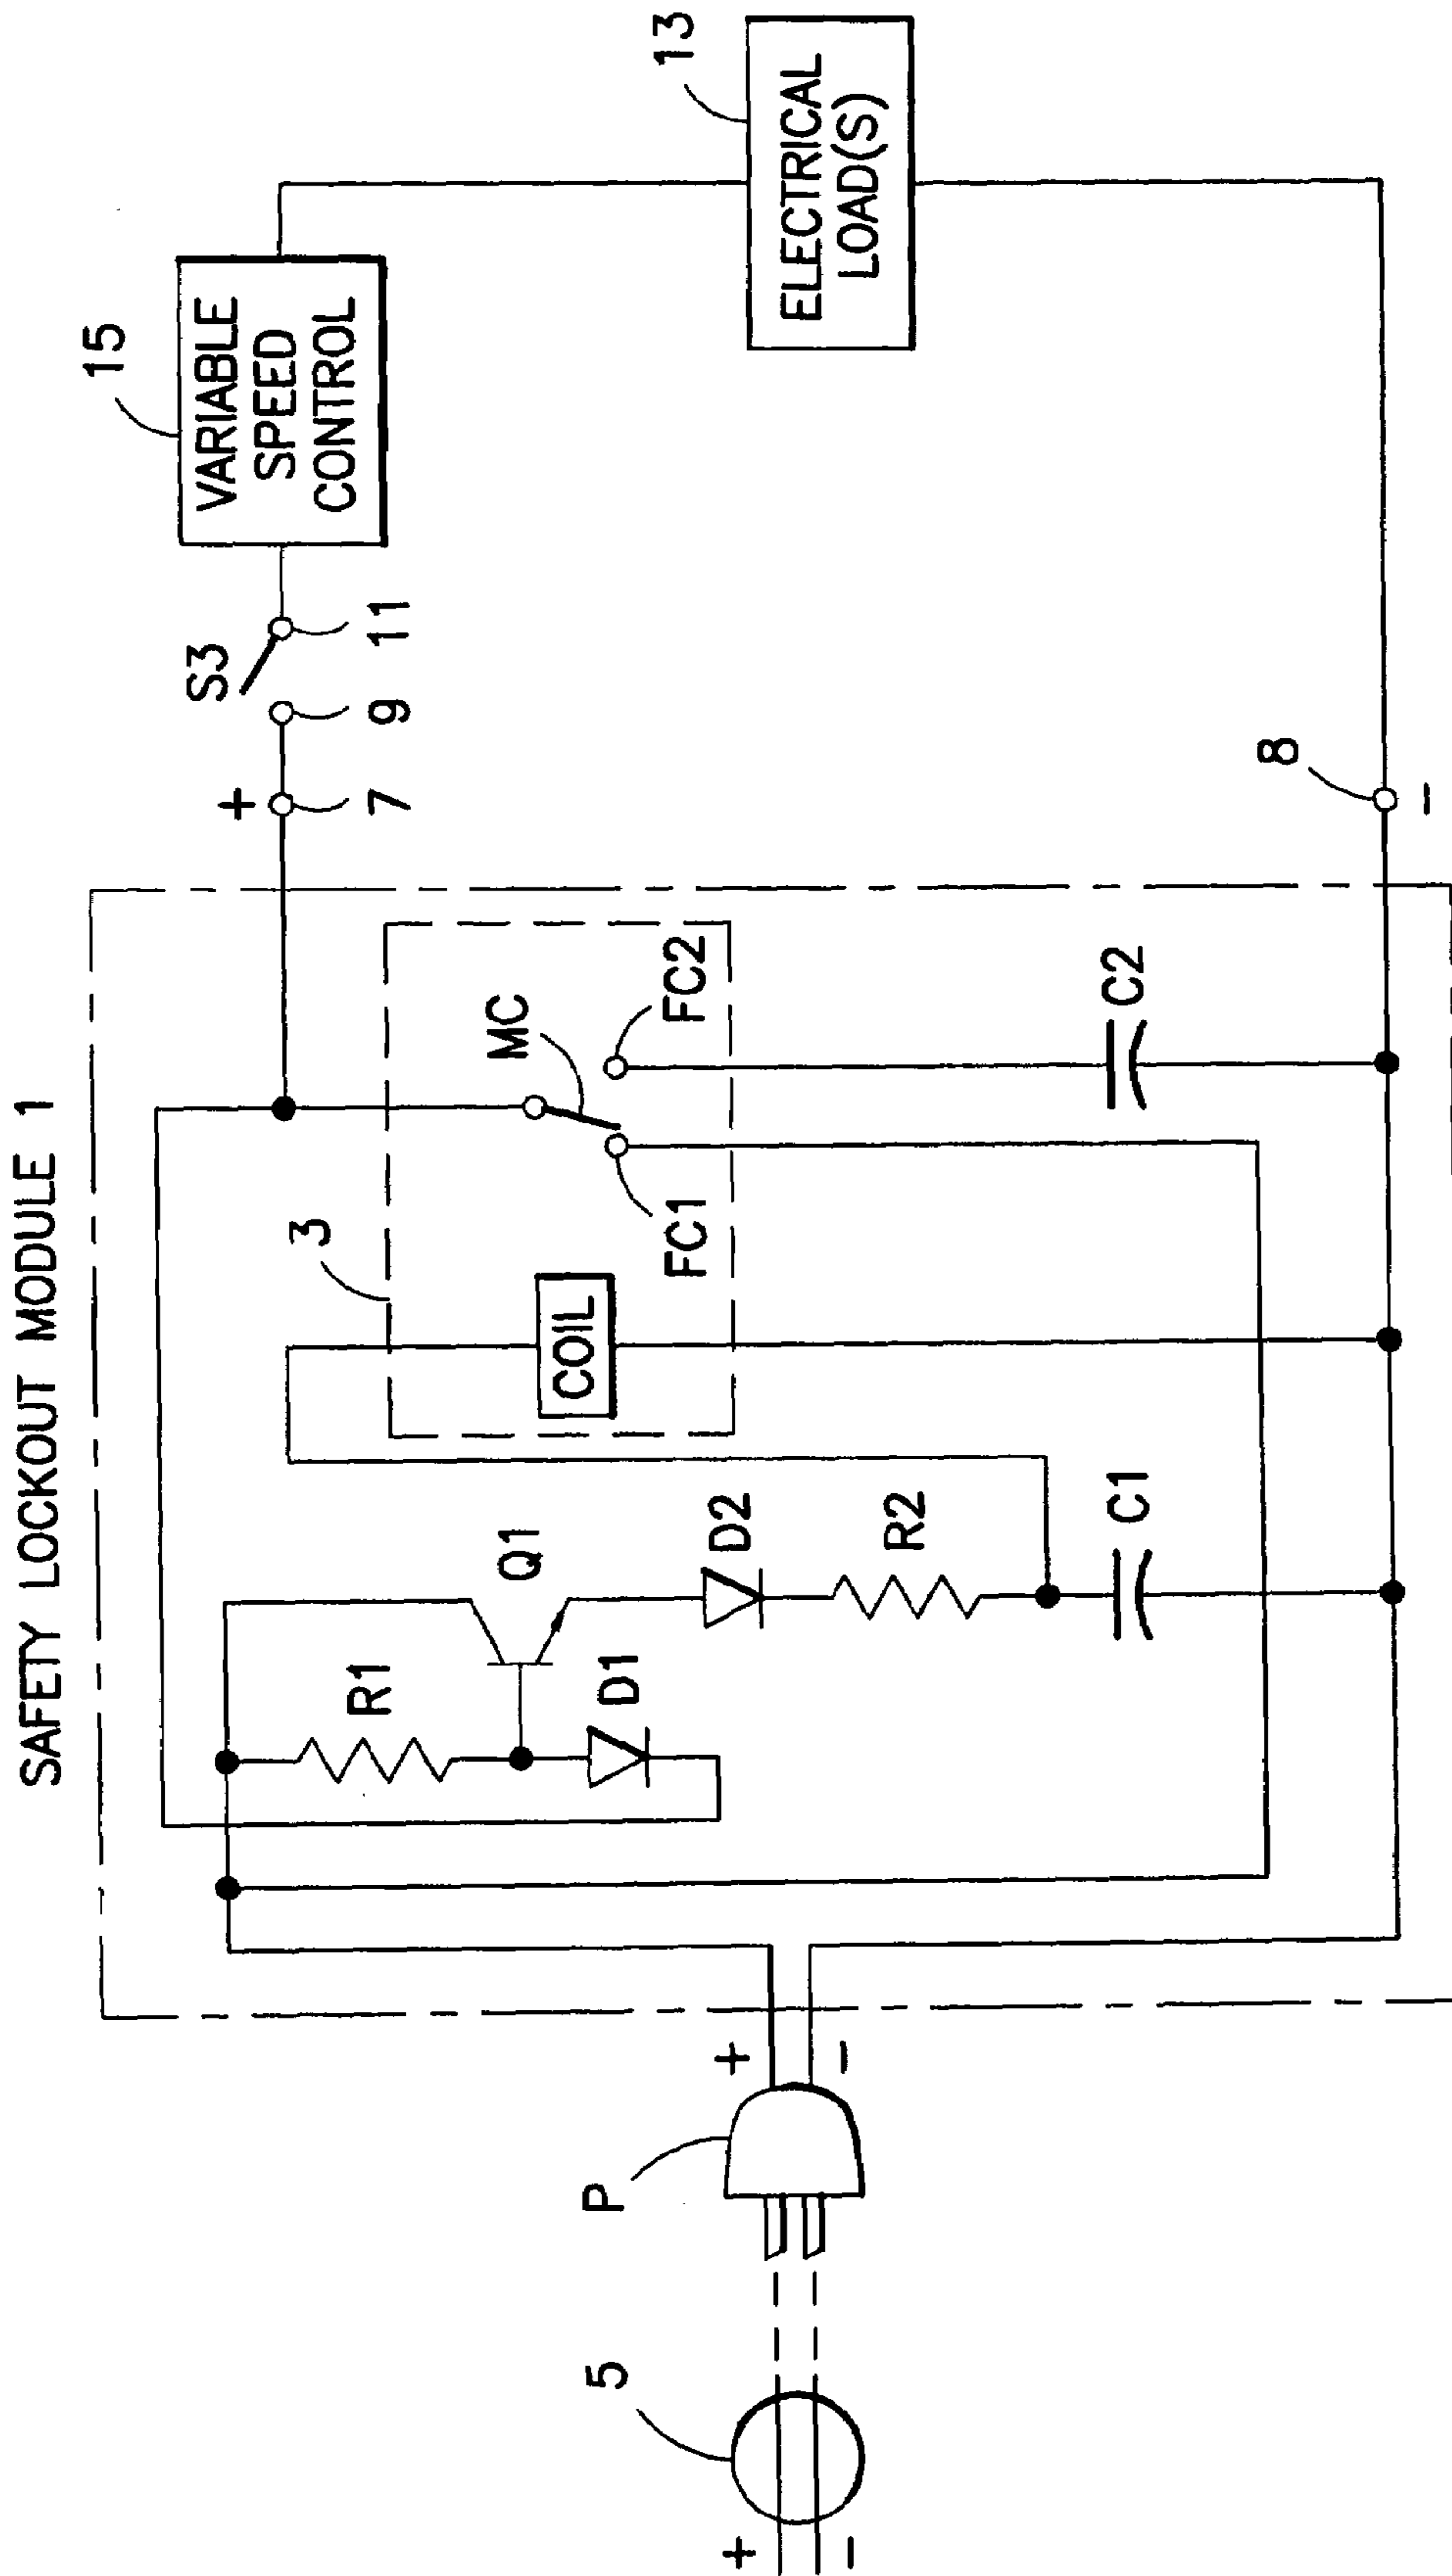 SAFETY LOCKOUT MODULE 1
15
VARIABLE
SPEED
CONTROL
S3
+
7
9
11
13
ELECTRICAL
LOAD(S)
8
-
3
COIL
MC
FC1
FC2
C2
R1
Q1
D1
D2
R2
C1
P
+
-
5
+
-